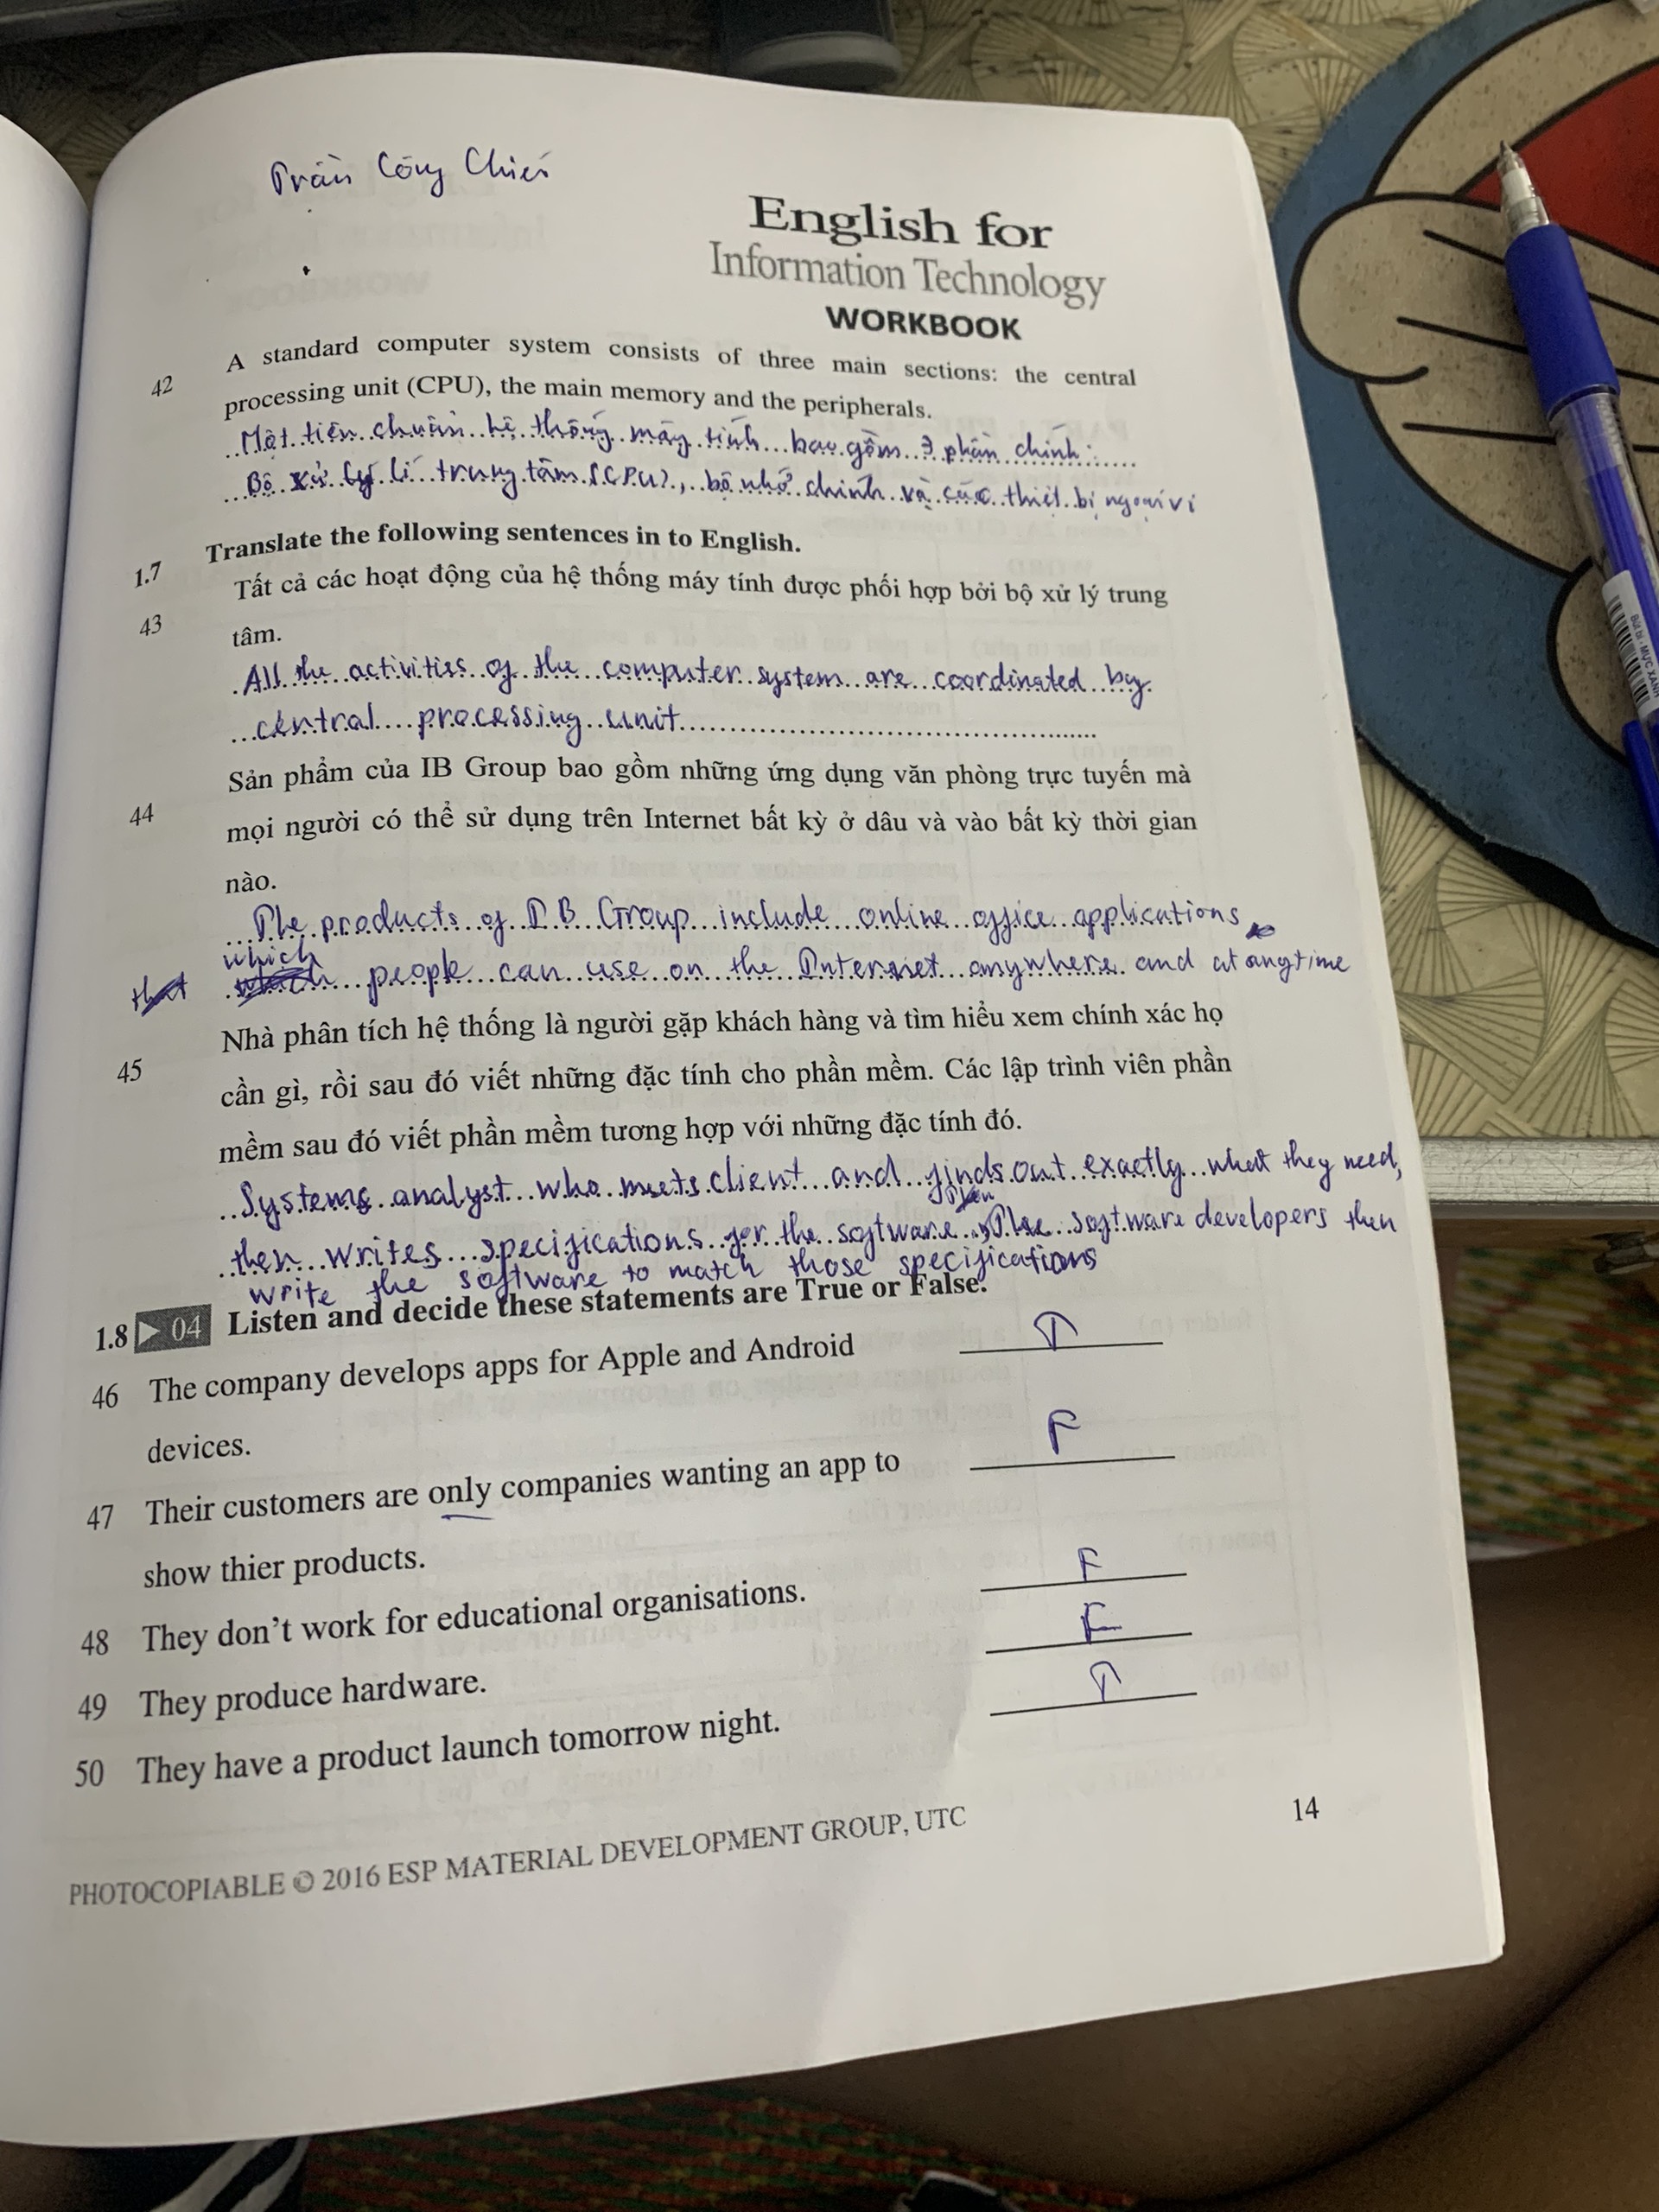 Trần Công Chiến
English for
Information Technology
WORKBOOK
42 A standard computer system consists of three main sections: the central
processing unit (CPU), the main memory and the peripherals.
Một tiên chuẩn hệ thống máy tính bao gồm 3 phần chính:
Bộ xử lí trung tâm (CPU), bộ nhớ chính và các thiết bị ngoại vi
1.7 Translate the following sentences in to English.
43 Tất cả các hoạt động của hệ thống máy tính được phối hợp bởi bộ xử lý trung
tâm.
All the activities of the computer system are coordinated by
central processing unit
44 Sản phẩm của IB Group bao gồm những ứng dụng văn phòng trực tuyến mà
mọi người có thể sử dụng trên Internet bất kỳ ở dâu và vào bất kỳ thời gian
nào.
The products of IB Group include online office applications
which
that which people can use on the Internet anywhere and at anytime
45 Nhà phân tích hệ thống là người gặp khách hàng và tìm hiểu xem chính xác họ
cần gì, rồi sau đó viết những đặc tính cho phần mềm. Các lập trình viên phần
mềm sau đó viết phần mềm tương hợp với những đặc tính đó.
Systems analyst who meets client and finds out exactly what they need,
then writes specifications for the software. The software developers then
write the software to match those specifications
1.8 04 Listen and decide these statements are True or False.
46 The company develops apps for Apple and Android T
devices.
47 Their customers are only companies wanting an app to F
show thier products.
48 They don't work for educational organisations. F
49 They produce hardware. F
50 They have a product launch tomorrow night. T
PHOTOCOPIABLE © 2016 ESP MATERIAL DEVELOPMENT GROUP, UTC
14